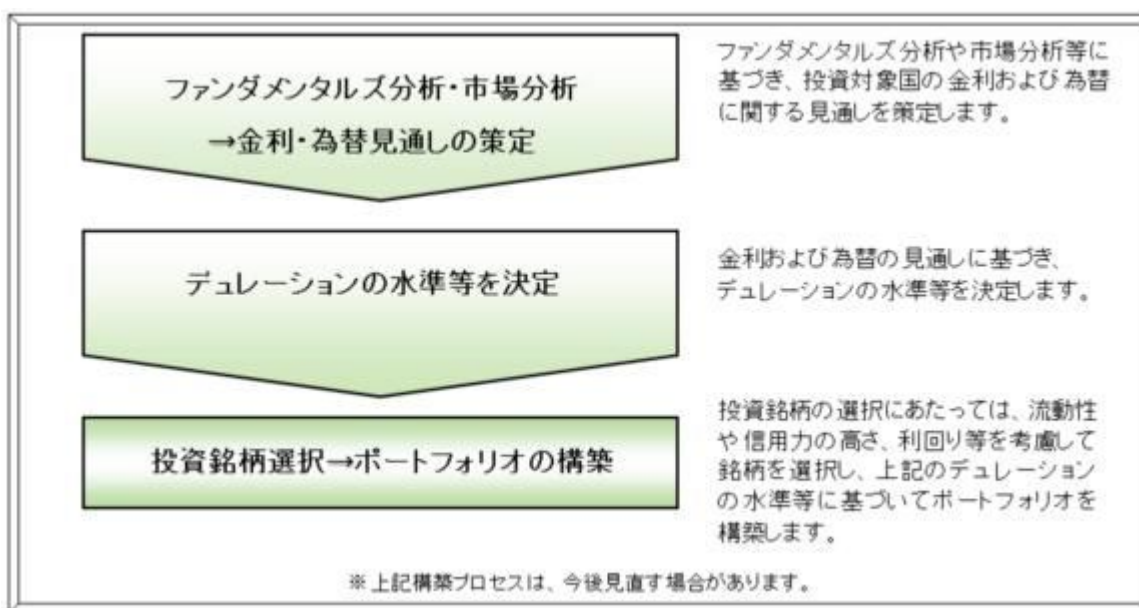 ファンダメンタルズ分析・市場分析
→金利・為替見通しの策定
ファンダメンタルズ分析や市場分析等に
基づき、投資対象国の金利および為替
に関する見通しを策定します。
デュレーションの水準等を決定
金利および為替の見通しに基づき、
デュレーションの水準等を決定します。
投資銘柄選択→ポートフォリオの構築
投資銘柄の選択にあたっては、流動性
や信用力の高さ、利回り等を考慮して
銘柄を選択し、上記のデュレーション
の水準等に基づいてポートフォリオを
構築します。
※上記構築プロセスは、今後見直す場合があります。